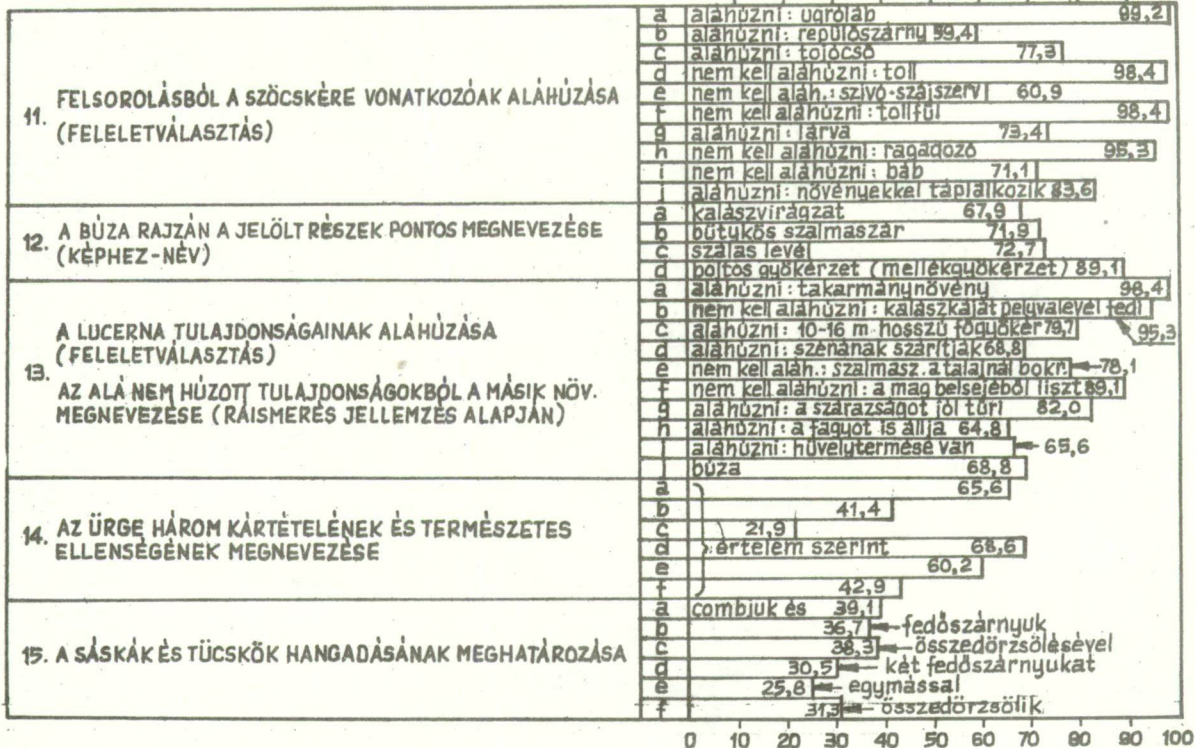 11. FELSOROLÁSBÓL A SZÖCSKÉRE VONATKOZÓAK ALÁHÚZÁSA
(FELELETVÁLASZTÁS)
a aláhúzni: ugróláb 99,2
b aláhúzni: repülőszárny 59,4
c aláhúzni: tojócső 77,3
d nem kell aláhúzni: toll 98,4
e nem kell aláh.: szívó-szájszerv 60,9
f nem kell aláhúzni: tollfül 98,4
g aláhúzni: lárva 73,4
h nem kell aláhúzni: ragadozó 95,3
i nem kell aláhúzni: báb 71,1
j aláhúzni: növényekkel táplálkozik 83,6
12. A BÚZA RAJZÁN A JELÖLT RÉSZEK PONTOS MEGNEVEZÉSE
(KÉPHEZ-NÉV)
a kalászvirágzat 67,9
b bütykös szalmaszár 71,9
c szálas levél 72,7
d bojtos gyökérzet (mellékgyökérzet) 89,1
13. A LUCERNA TULAJDONSÁGAINAK ALÁHÚZÁSA
(FELELETVÁLASZTÁS)
AZ ALÁ NEM HÚZOTT TULAJDONSÁGOKBÓL A MÁSIK NÖV.
MEGNEVEZÉSE (RÁISMERÉS JELLEMZÉS ALAPJÁN)
a aláhúzni: takarmánynövény 98,4
b nem kell aláhúzni: kalászkáját pelyvalevél fedi 95,3
c aláhúzni: 10-16 m hosszú főgyökér 79,7
d aláhúzni: szénának szárítják 68,8
e nem kell aláh.: szalmasz. a talajnál bokr. 78,1
f nem kell aláhúzni: a mag belsejéből liszt 89,1
g aláhúzni: a szárazságot jól tűri 82,0
h aláhúzni: a fagyot is állja 64,8
i aláhúzni: hüvelytermése van 65,6
j búza 68,8
14. AZ ÜRGE HÁROM KÁRTÉTELÉNEK ÉS TERMÉSZETES
ELLENSÉGÉNEK MEGNEVEZÉSE
a 65,6
b 41,4
c 21,9
d értelem szerint 68,6
e 60,2
f 42,9
15. A SÁSKÁK ÉS TÜCSKÖK HANGADÁSÁNAK MEGHATÁROZÁSA
a combjuk és 39,1
b 36,7 fedőszárnyuk
c 38,3 összedörzsölésével
d 30,5 két fedőszárnyukat
e 25,8 egymással
f 31,3 összedörzsölik
0 10 20 30 40 50 60 70 80 90 100